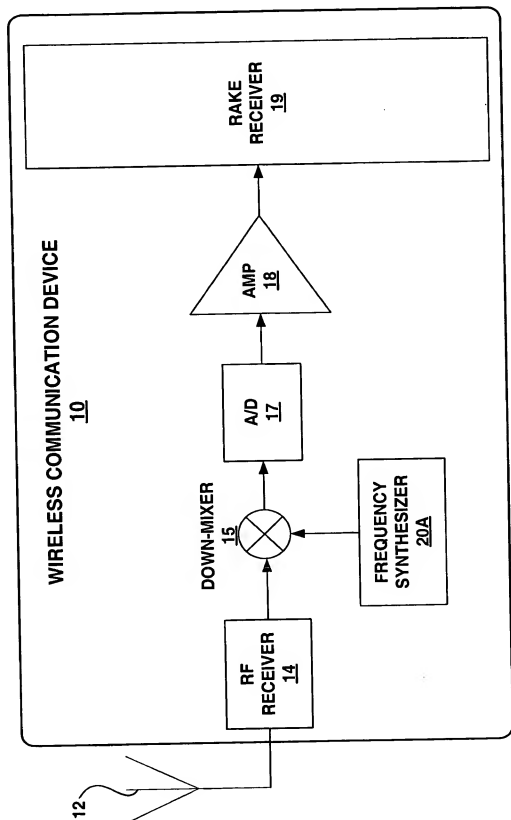 WIRELESS COMMUNICATION DEVICE
10
12
RF
RECEIVER
14
DOWN-MIXER
15
FREQUENCY
SYNTHESIZER
20A
A/D
17
AMP
18
RAKE
RECEIVER
19